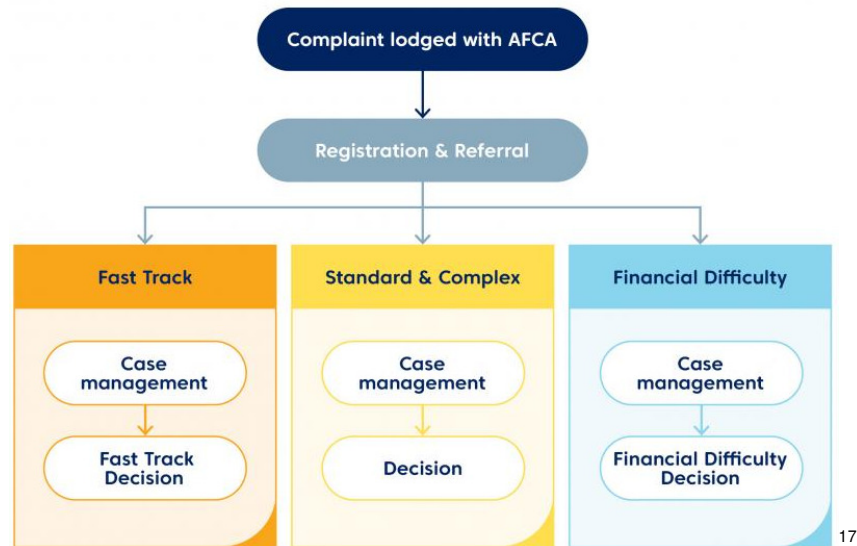 Complaint lodged with AFCA
Registration & Referral
Fast Track
Case
management
Fast Track
Decision
Standard & Complex
Case
management
Decision
Financial Difficulty
Case
management
Financial Difficulty
Decision
17